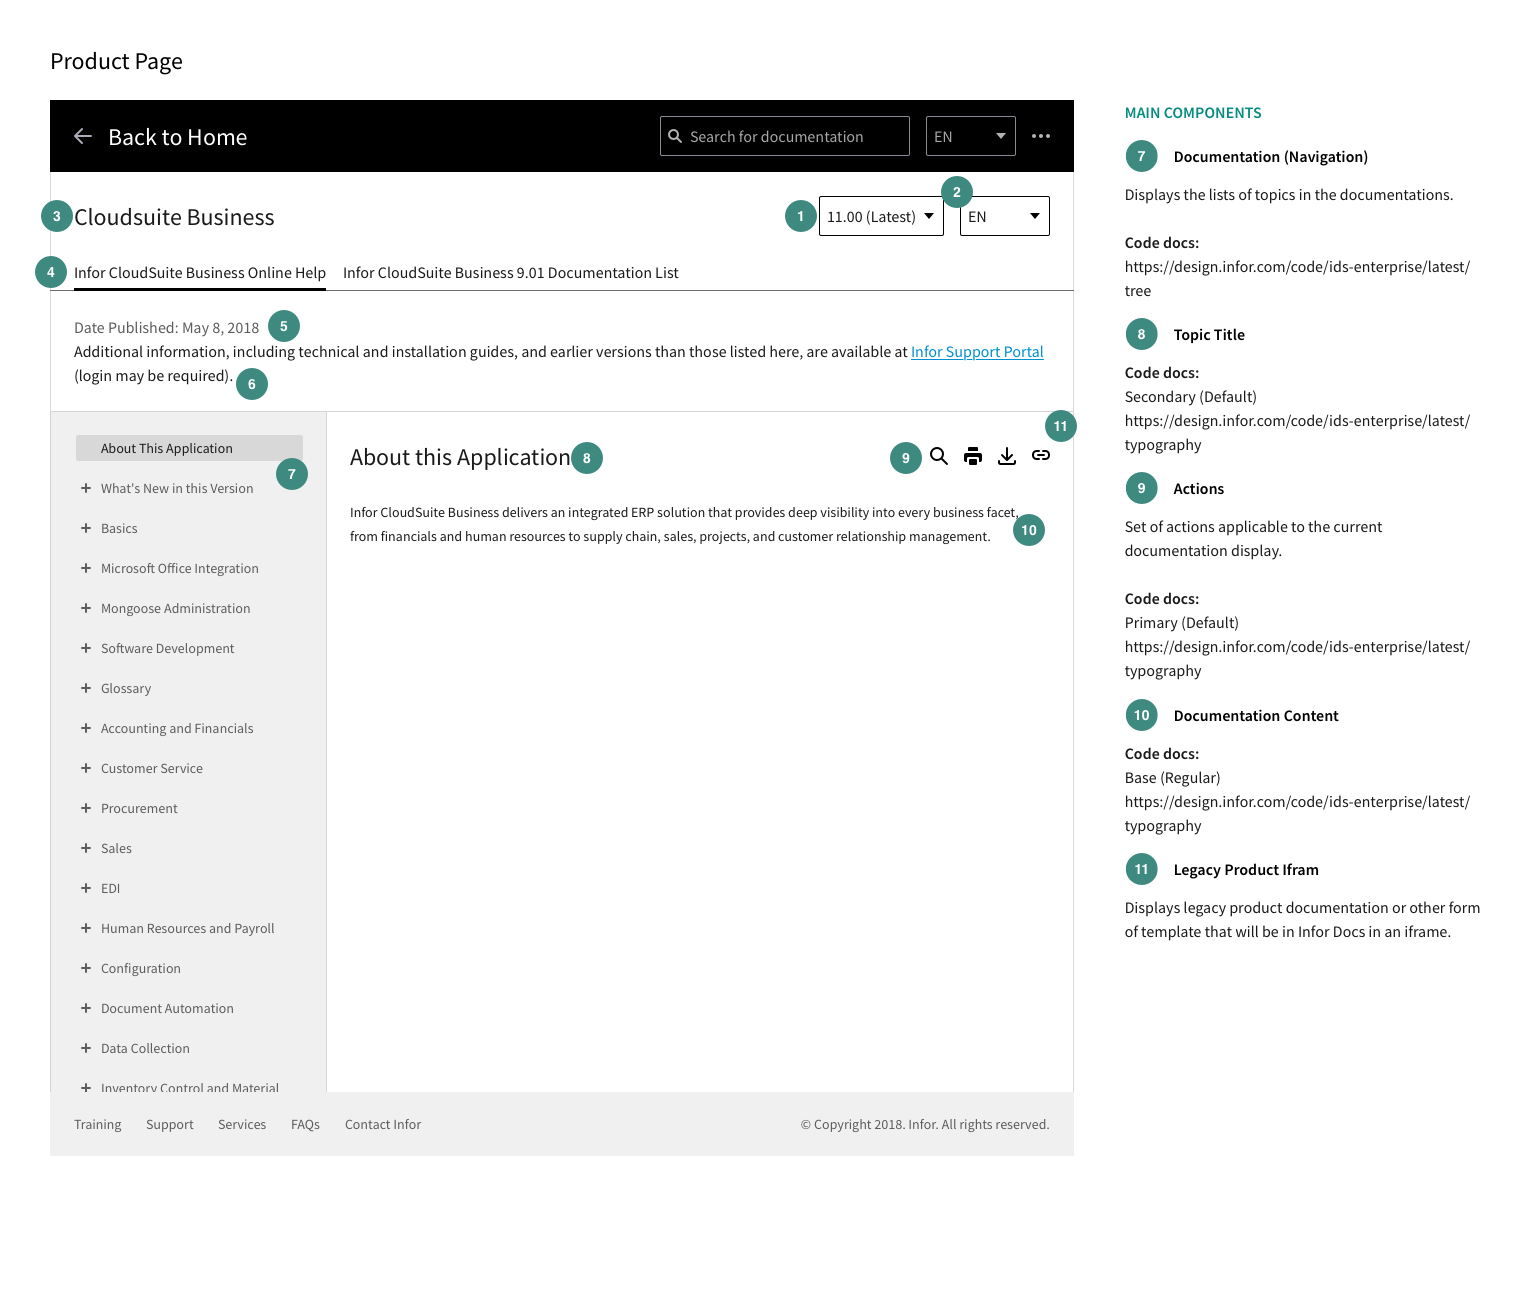 Product Page
Back to Home
Search for documentation
EN
3 Cloudsuite Business
1
11.00 (Latest)
2
EN
4 Infor CloudSuite Business Online Help
Infor CloudSuite Business 9.01 Documentation List
Date Published: May 8, 2018 5
Additional information, including technical and installation guides, and earlier versions than those listed here, are available at Infor Support Portal
(login may be required). 6
About This Application
7
What's New in this Version
Basics
Microsoft Office Integration
Mongoose Administration
Software Development
Glossary
Accounting and Financials
Customer Service
Procurement
Sales
EDI
Human Resources and Payroll
Configuration
Document Automation
Data Collection
Inventory Control and Material
About this Application 8
9
11
Infor CloudSuite Business delivers an integrated ERP solution that provides deep visibility into every business facet,
from financials and human resources to supply chain, sales, projects, and customer relationship management.
10
Training
Support
Services
FAQs
Contact Infor
© Copyright 2018. Infor. All rights reserved.
MAIN COMPONENTS
7 Documentation (Navigation)
Displays the lists of topics in the documentations.
Code docs:
https://design.infor.com/code/ids-enterprise/latest/
tree
8 Topic Title
Code docs:
Secondary (Default)
https://design.infor.com/code/ids-enterprise/latest/
typography
9 Actions
Set of actions applicable to the current
documentation display.
Code docs:
Primary (Default)
https://design.infor.com/code/ids-enterprise/latest/
typography
10 Documentation Content
Code docs:
Base (Regular)
https://design.infor.com/code/ids-enterprise/latest/
typography
11 Legacy Product Ifram
Displays legacy product documentation or other form
of template that will be in Infor Docs in an iframe.